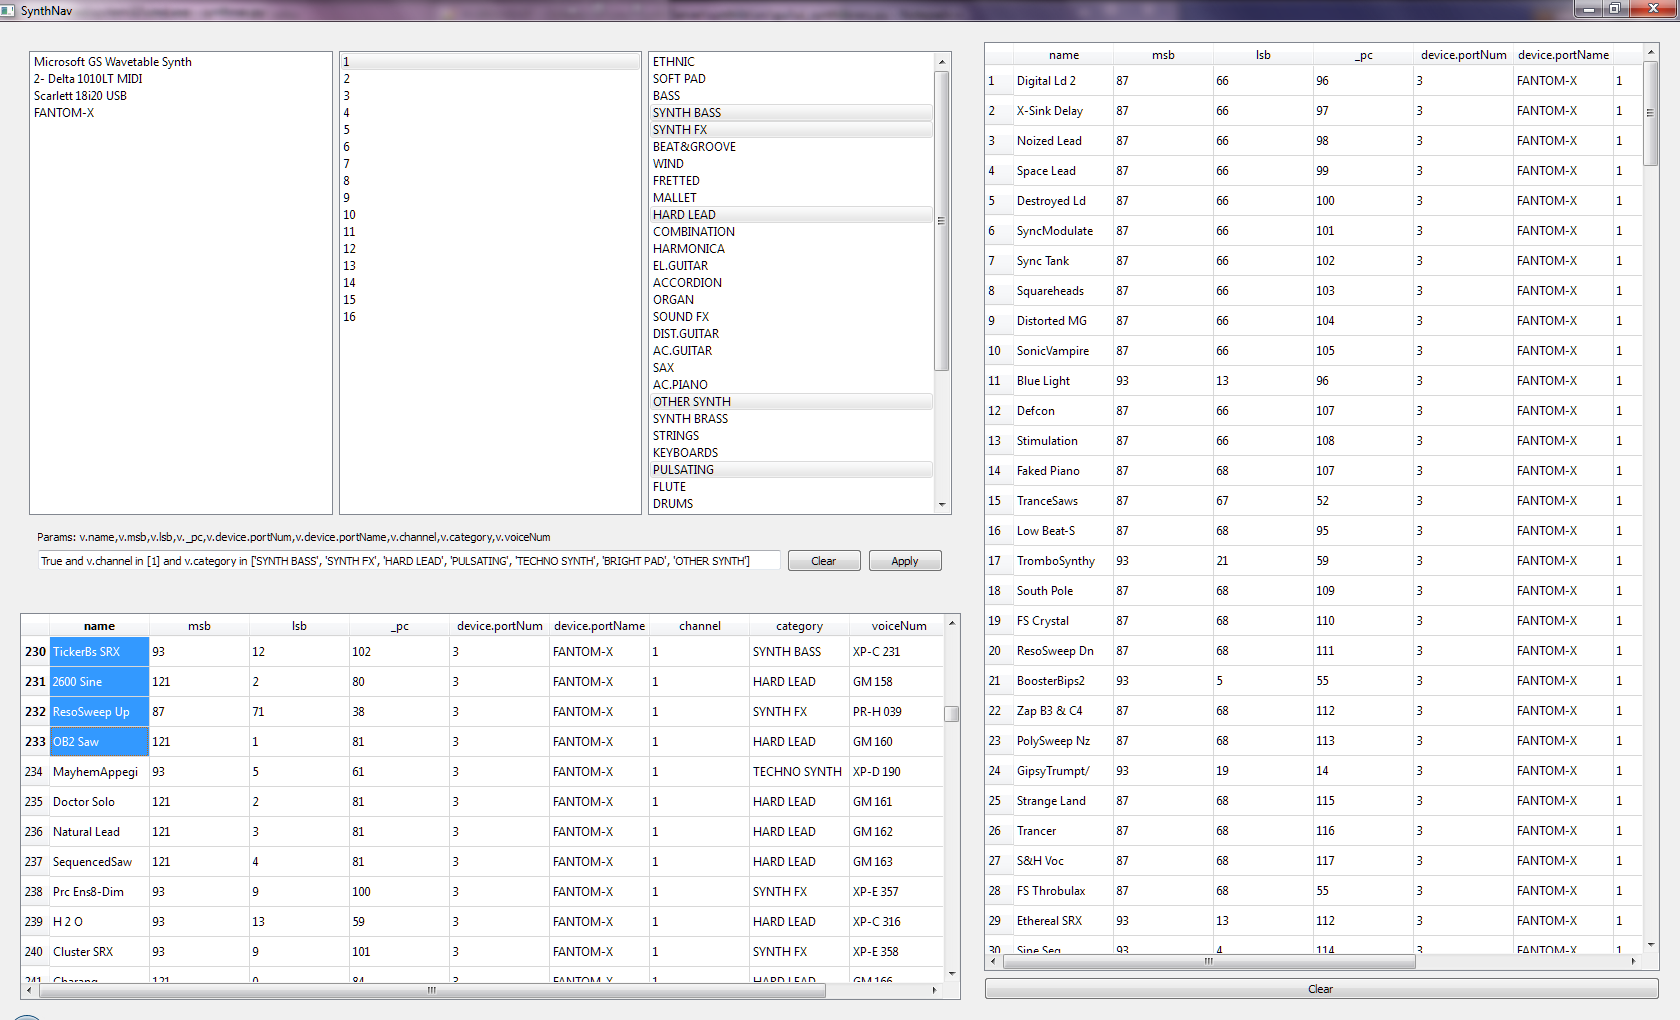 SynthNav
Microsoft GS Wavetable Synth
2- Delta 1010LT MIDI
Scarlett 18i20 USB
FANTOM-X
1
2
3
4
5
6
7
8
9
10
11
12
13
14
15
16
ETHNIC
SOFT PAD
BASS
SYNTH BASS
SYNTH FX
BEAT&GROOVE
WIND
FRETTED
MALLET
HARD LEAD
COMBINATION
HARMONICA
EL.GUITAR
ACCORDION
ORGAN
SOUND FX
DIST.GUITAR
AC.GUITAR
SAX
AC.PIANO
OTHER SYNTH
SYNTH BRASS
STRINGS
KEYBOARDS
PULSATING
FLUTE
DRUMS
Params: v.name,v.msb,v.lsb,v._pc,v.device.portNum,v.device.portName,v.channel,v.category,v.voiceNum
True and v.channel in [1] and v.category in ['SYNTH BASS', 'SYNTH FX', 'HARD LEAD', 'PULSATING', 'TECHNO SYNTH', 'BRIGHT PAD', 'OTHER SYNTH']
Clear Apply
name msb lsb _pc device.portNum device.portName channel category voiceNum
230 TickerBs SRX 93 12 102 3 FANTOM-X 1 SYNTH BASS XP-C 231
231 2600 Sine 121 2 80 3 FANTOM-X 1 HARD LEAD GM 158
232 ResoSweep Up 87 71 38 3 FANTOM-X 1 SYNTH FX PR-H 039
233 OB2 Saw 121 1 81 3 FANTOM-X 1 HARD LEAD GM 160
234 MayhemAppegi 93 5 61 3 FANTOM-X 1 TECHNO SYNTH XP-D 190
235 Doctor Solo 121 2 81 3 FANTOM-X 1 HARD LEAD GM 161
236 Natural Lead 121 3 81 3 FANTOM-X 1 HARD LEAD GM 162
237 SequencedSaw 121 4 81 3 FANTOM-X 1 HARD LEAD GM 163
238 Prc Ens8-Dim 93 9 100 3 FANTOM-X 1 SYNTH FX XP-E 357
239 H 2 O 93 13 59 3 FANTOM-X 1 HARD LEAD XP-C 316
240 Cluster SRX 93 9 101 3 FANTOM-X 1 SYNTH FX XP-E 358
241 Charang 121 0 84 3 FANTOM-X 1 HARD LEAD GM 166
name msb lsb _pc device.portNum device.portName
1 Digital Ld 2 87 66 96 3 FANTOM-X 1
2 X-Sink Delay 87 66 97 3 FANTOM-X 1
3 Noized Lead 87 66 98 3 FANTOM-X 1
4 Space Lead 87 66 99 3 FANTOM-X 1
5 Destroyed Ld 87 66 100 3 FANTOM-X 1
6 SyncModulate 87 66 101 3 FANTOM-X 1
7 Sync Tank 87 66 102 3 FANTOM-X 1
8 Squareheads 87 66 103 3 FANTOM-X 1
9 Distorted MG 87 66 104 3 FANTOM-X 1
10 SonicVampire 87 66 105 3 FANTOM-X 1
11 Blue Light 93 13 96 3 FANTOM-X 1
12 Defcon 87 66 107 3 FANTOM-X 1
13 Stimulation 87 66 108 3 FANTOM-X 1
14 Faked Piano 87 68 107 3 FANTOM-X 1
15 TranceSaws 87 67 52 3 FANTOM-X 1
16 Low Beat-S 87 68 95 3 FANTOM-X 1
17 TromboSynthy 93 21 59 3 FANTOM-X 1
18 South Pole 87 68 109 3 FANTOM-X 1
19 FS Crystal 87 68 110 3 FANTOM-X 1
20 ResoSweep Dn 87 68 111 3 FANTOM-X 1
21 BoosterBips2 93 5 55 3 FANTOM-X 1
22 Zap B3 & C4 87 68 112 3 FANTOM-X 1
23 PolySweep Nz 87 68 113 3 FANTOM-X 1
24 GipsyTrumpt/ 93 19 14 3 FANTOM-X 1
25 Strange Land 87 68 115 3 FANTOM-X 1
26 Trancer 87 68 116 3 FANTOM-X 1
27 S&H Voc 87 68 117 3 FANTOM-X 1
28 FS Throbulax 87 68 55 3 FANTOM-X 1
29 Ethereal SRX 93 13 112 3 FANTOM-X 1
30 Sine Seq 93 4 114 3 FANTOM-X 1
Clear